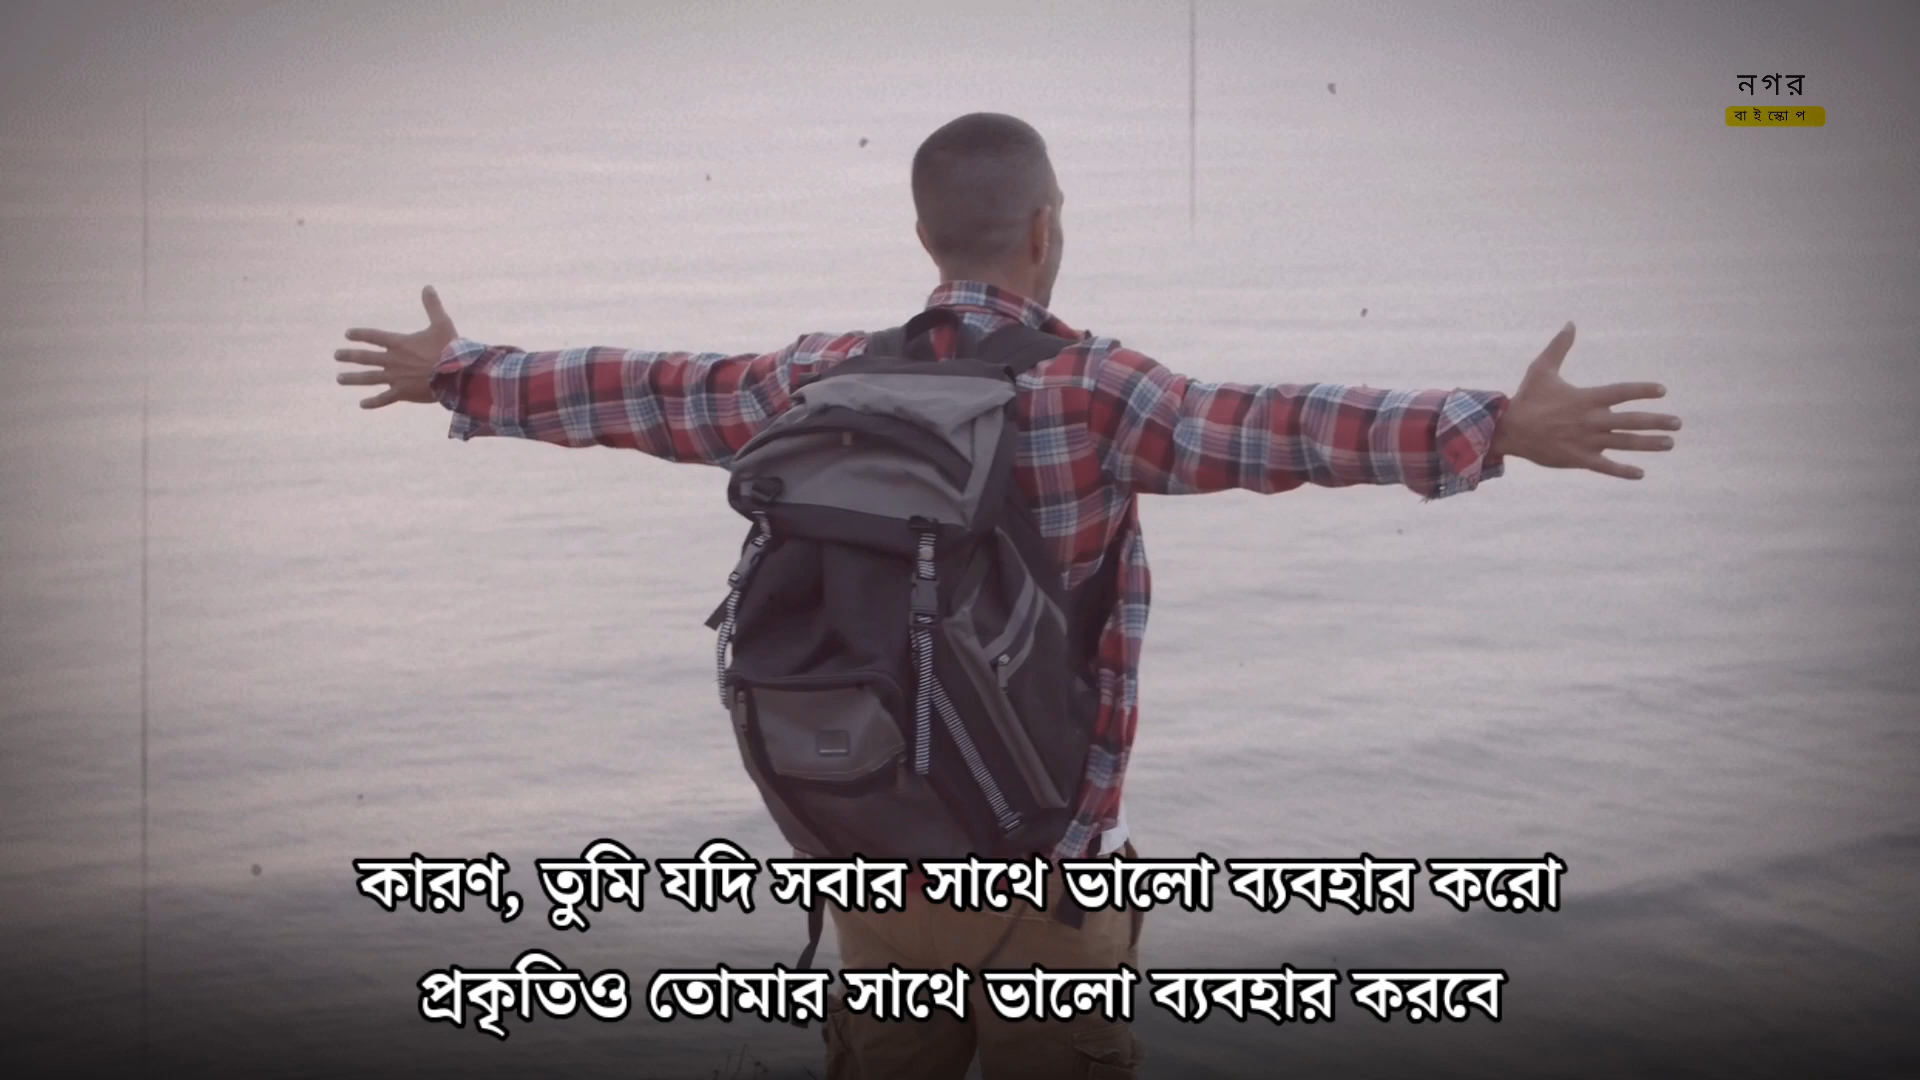 নগর
বাইস্কোপ
কারণ, তুমি যদি সবার সাথে ভালো ব্যবহার করো
প্রকৃতিও তোমার সাথে ভালো ব্যবহার করবে